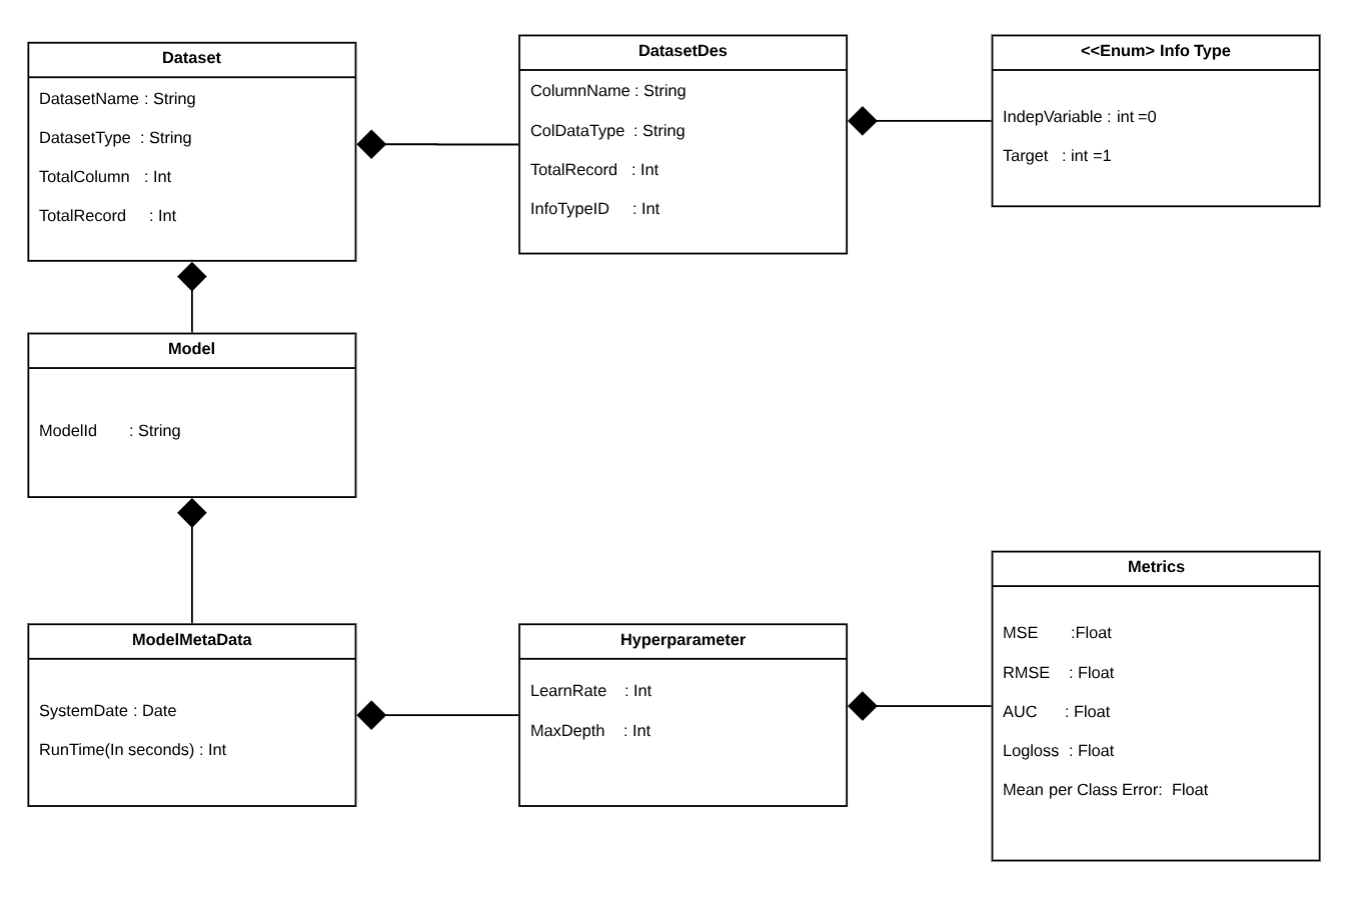 Dataset
DatasetName : String
DatasetType : String
TotalColumn : Int
TotalRecord : Int
DatasetDes
ColumnName : String
ColDataType : String
TotalRecord : Int
InfoTypeID : Int
<<Enum> Info Type
IndepVariable : int =0
Target : int =1
Model
ModelId : String
ModelMetaData
SystemDate : Date
RunTime(In seconds) : Int
Hyperparameter
LearnRate : Int
MaxDepth : Int
Metrics
MSE :Float
RMSE : Float
AUC : Float
Logloss : Float
Mean per Class Error: Float